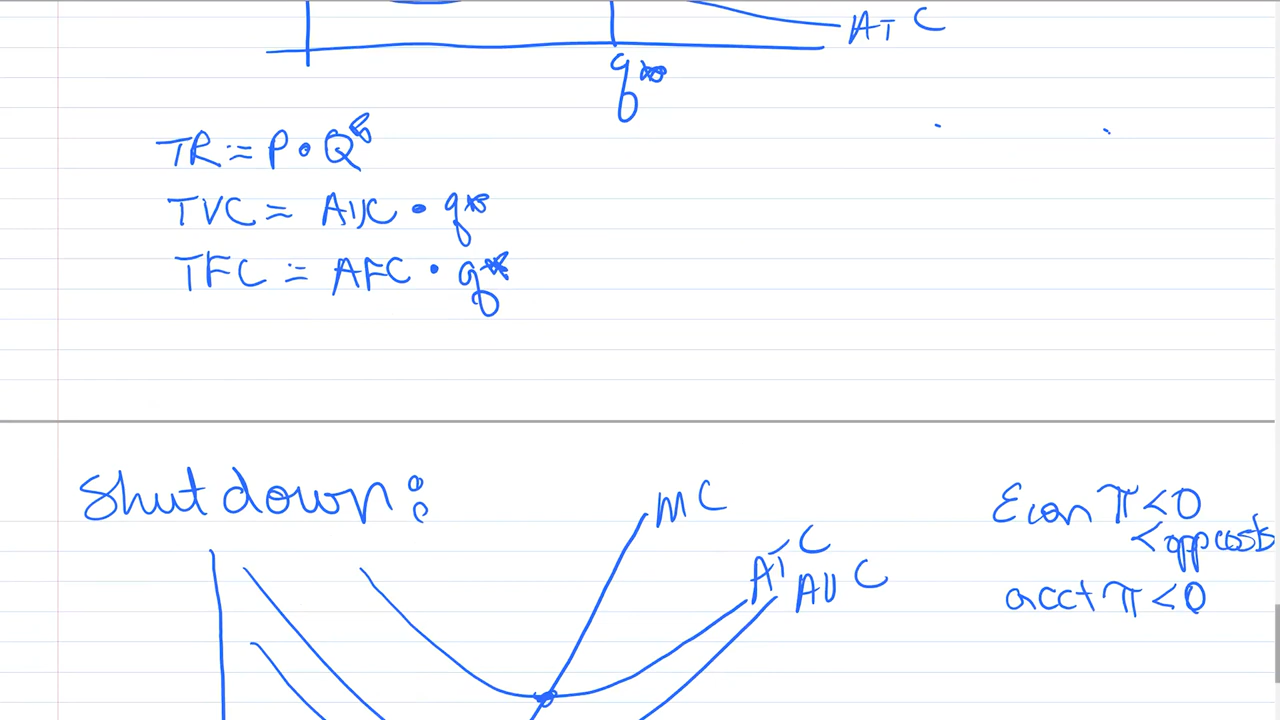 ATC
q*
TR = P • Q*
TVC = AVC • q*
TFC = AFC • q*
Shutdown:
MC
Econ π < 0
< opp costs
ATC
AVC
acct π < 0